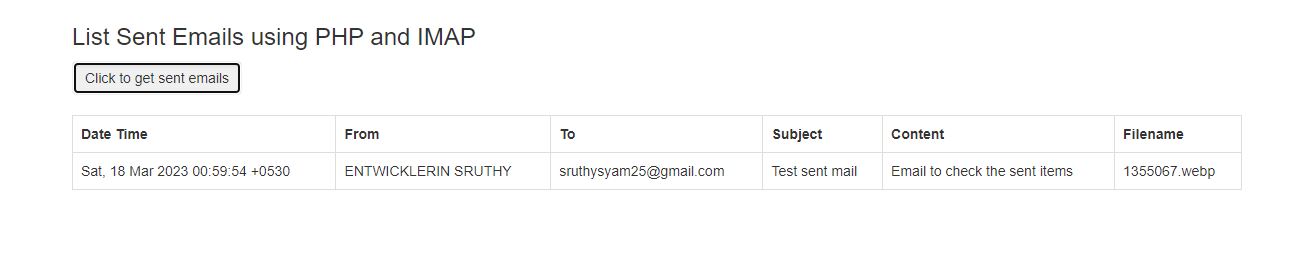 List Sent Emails using PHP and IMAP
Click to get sent emails
Date Time From To Subject Content Filename
Sat, 18 Mar 2023 00:59:54 +0530 ENTWICKLERIN SRUTHY sruthysyam25@gmail.com Test sent mail Email to check the sent items 1355067.webp